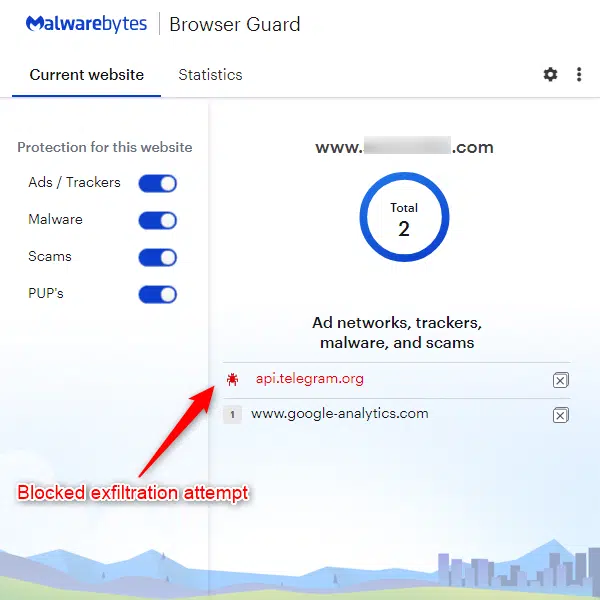 Malwarebytes Browser Guard
Current website Statistics
Protection for this website
Ads / Trackers
Malware
Scams
PUP's
www. .com
Total
2
Ad networks, trackers,
malware, and scams
api.telegram.org
1 www.google-analytics.com
Blocked exfiltration attempt